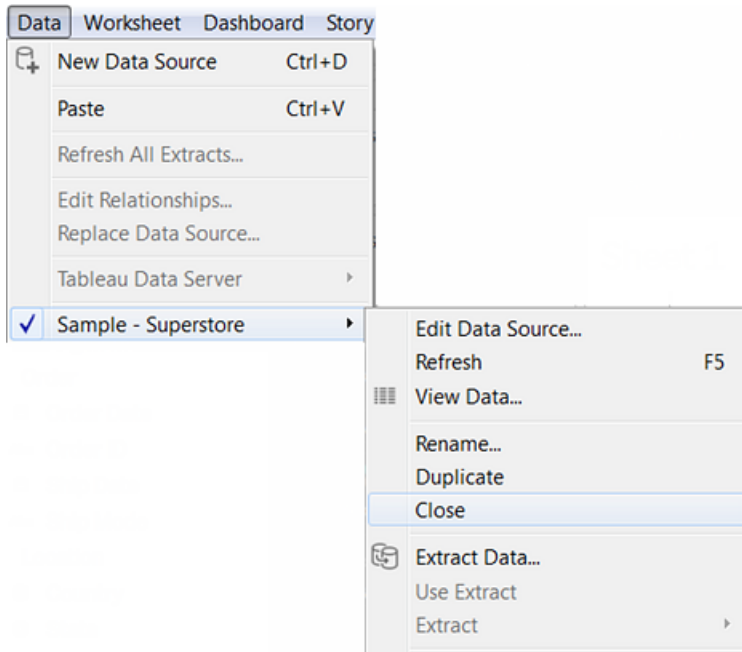 Data Worksheet Dashboard Story
New Data Source Ctrl+D
Paste Ctrl+V
Refresh All Extracts...
Edit Relationships...
Replace Data Source...
Tableau Data Server
Sample - Superstore
Edit Data Source...
Refresh F5
View Data...
Rename...
Duplicate
Close
Extract Data...
Use Extract
Extract